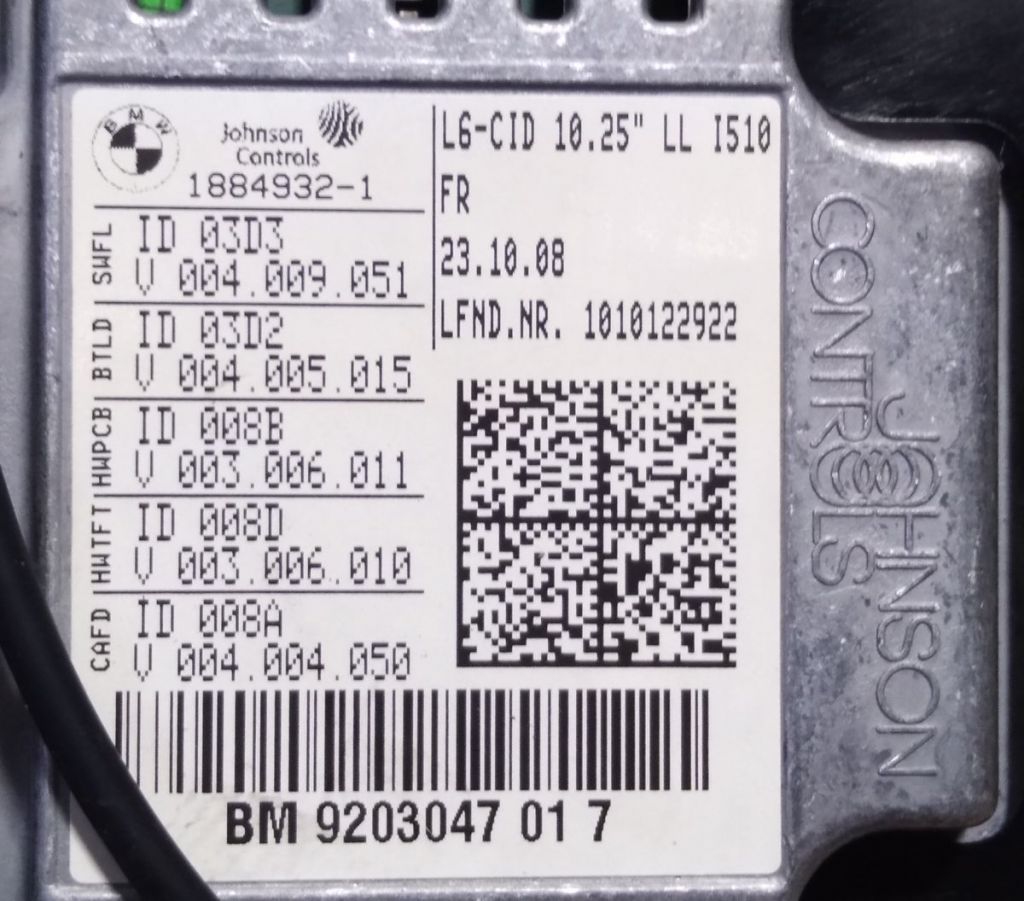 BMW
Johnson
Controls
1884932-1
L6-CID 10.25" LL I510
FR
23.10.08
LFND.NR. 1010122922
SWFL
ID 03D3
V 004.009.051
BTLD
ID 03D2
V 004.005.015
HWPCB
ID 008B
V 003.006.011
HWTFT
ID 008D
V 003.006.010
CAFD
ID 008A
V 004.004.050
BM 9203047 01 7
JOHNSON
CONTROLS